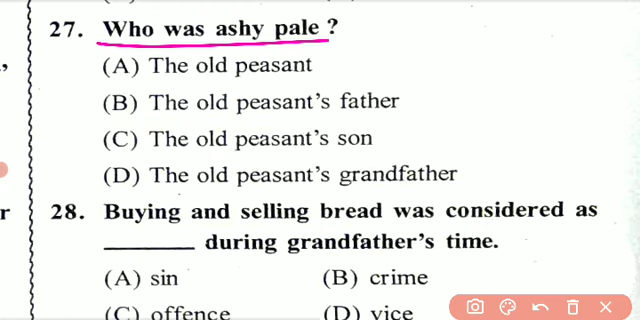 27. Who was ashy pale ?
(A) The old peasant
(B) The old peasant's father
(C) The old peasant's son
(D) The old peasant's grandfather
28. Buying and selling bread was considered as
______ during grandfather's time.
(A) sin (B) crime
(C) offence (D) vice